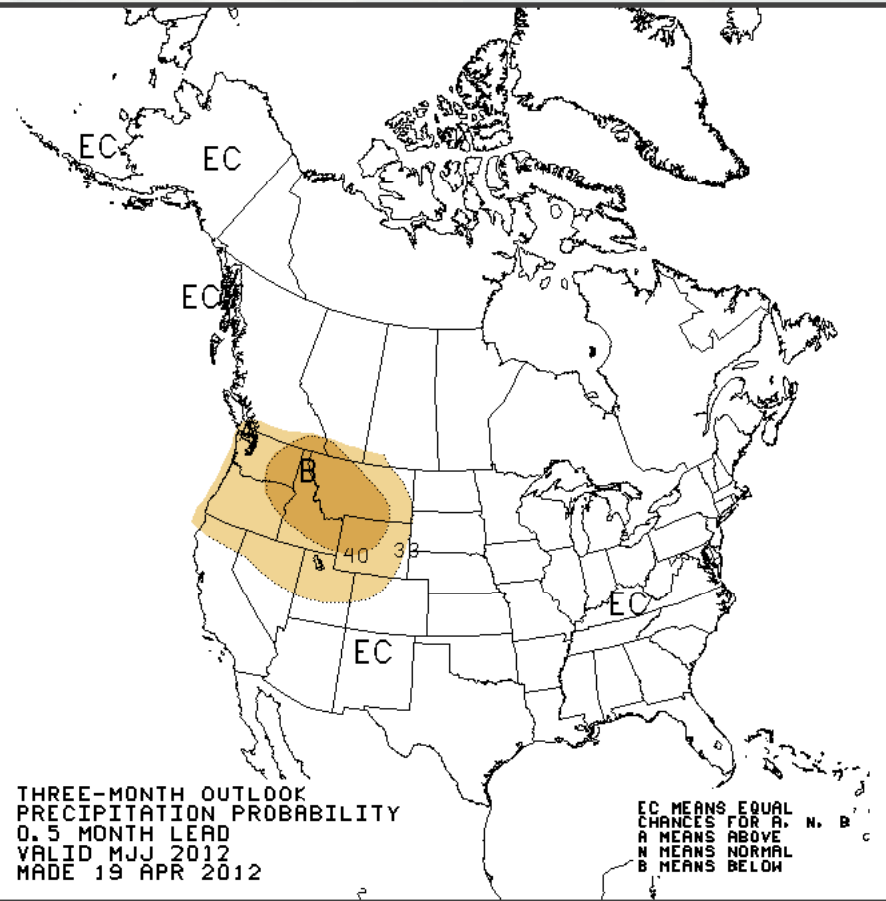 EC
EC
EC
B
40 33
EC
EC
THREE-MONTH OUTLOOK
PRECIPITATION PROBABILITY
0.5 MONTH LEAD
VALID MJJ 2012
MADE 19 APR 2012
EC MEANS EQUAL
CHANCES FOR A, N, B
A MEANS ABOVE
N MEANS NORMAL
B MEANS BELOW